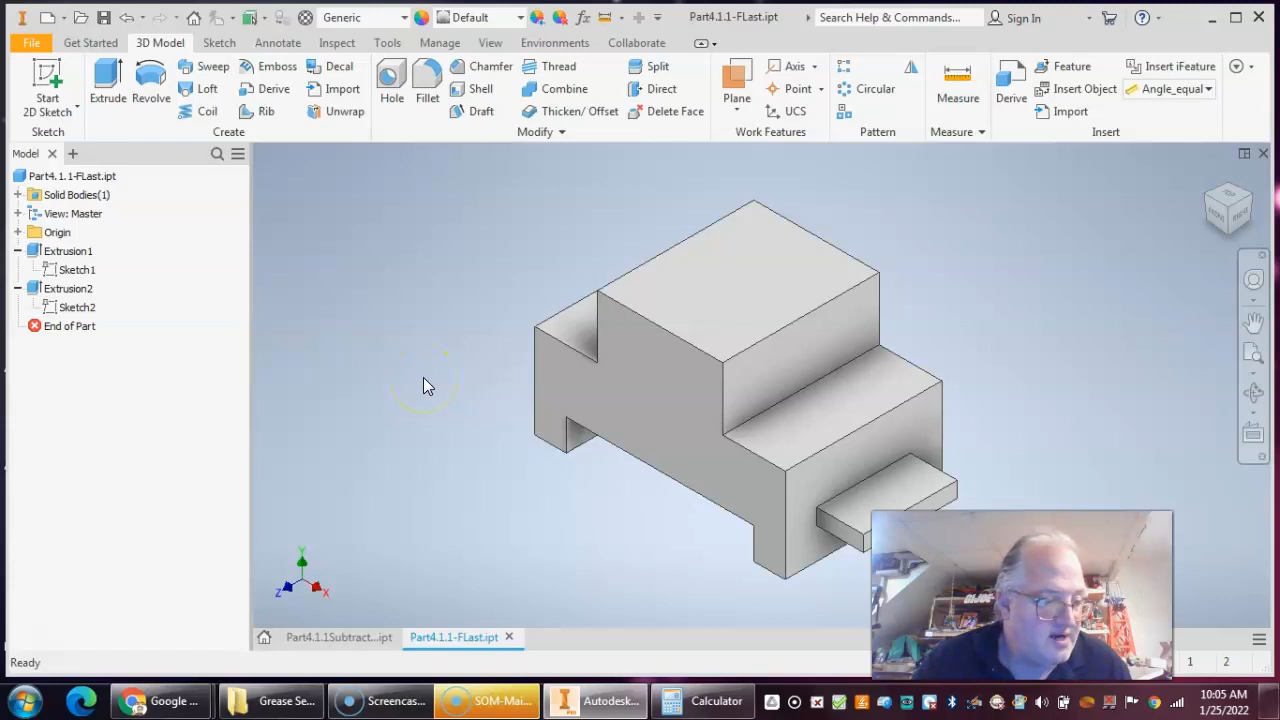 Generic
Default
Part4.1.1-FLast.ipt
Search Help & Commands...
Sign In
File
Get Started
3D Model
Sketch
Annotate
Inspect
Tools
Manage
View
Environments
Collaborate
Start
2D Sketch
Extrude
Revolve
Sweep
Emboss
Decal
Loft
Derive
Import
Coil
Rib
Unwrap
Hole
Fillet
Chamfer
Thread
Split
Shell
Combine
Direct
Draft
Thicken/ Offset
Delete Face
Plane
Axis
Point
UCS
Circular
Measure
Derive
Feature
Insert Object
Import
Insert iFeature
Angle_equal
Sketch
Create
Modify
Work Features
Pattern
Measure
Insert
Model
Part4.1.1-FLast.ipt
Solid Bodies(1)
View: Master
Origin
Extrusion1
Sketch1
Extrusion2
Sketch2
End of Part
FRONT
RIGHT
Y
Z
X
Part4.1.1Subtract...ipt
Part4.1.1-FLast.ipt
Ready
1
2
Google ...
Grease Se...
Screencas...
SOM-Mai...
Autodesk...
Calculator
10:05 AM
1/25/2022